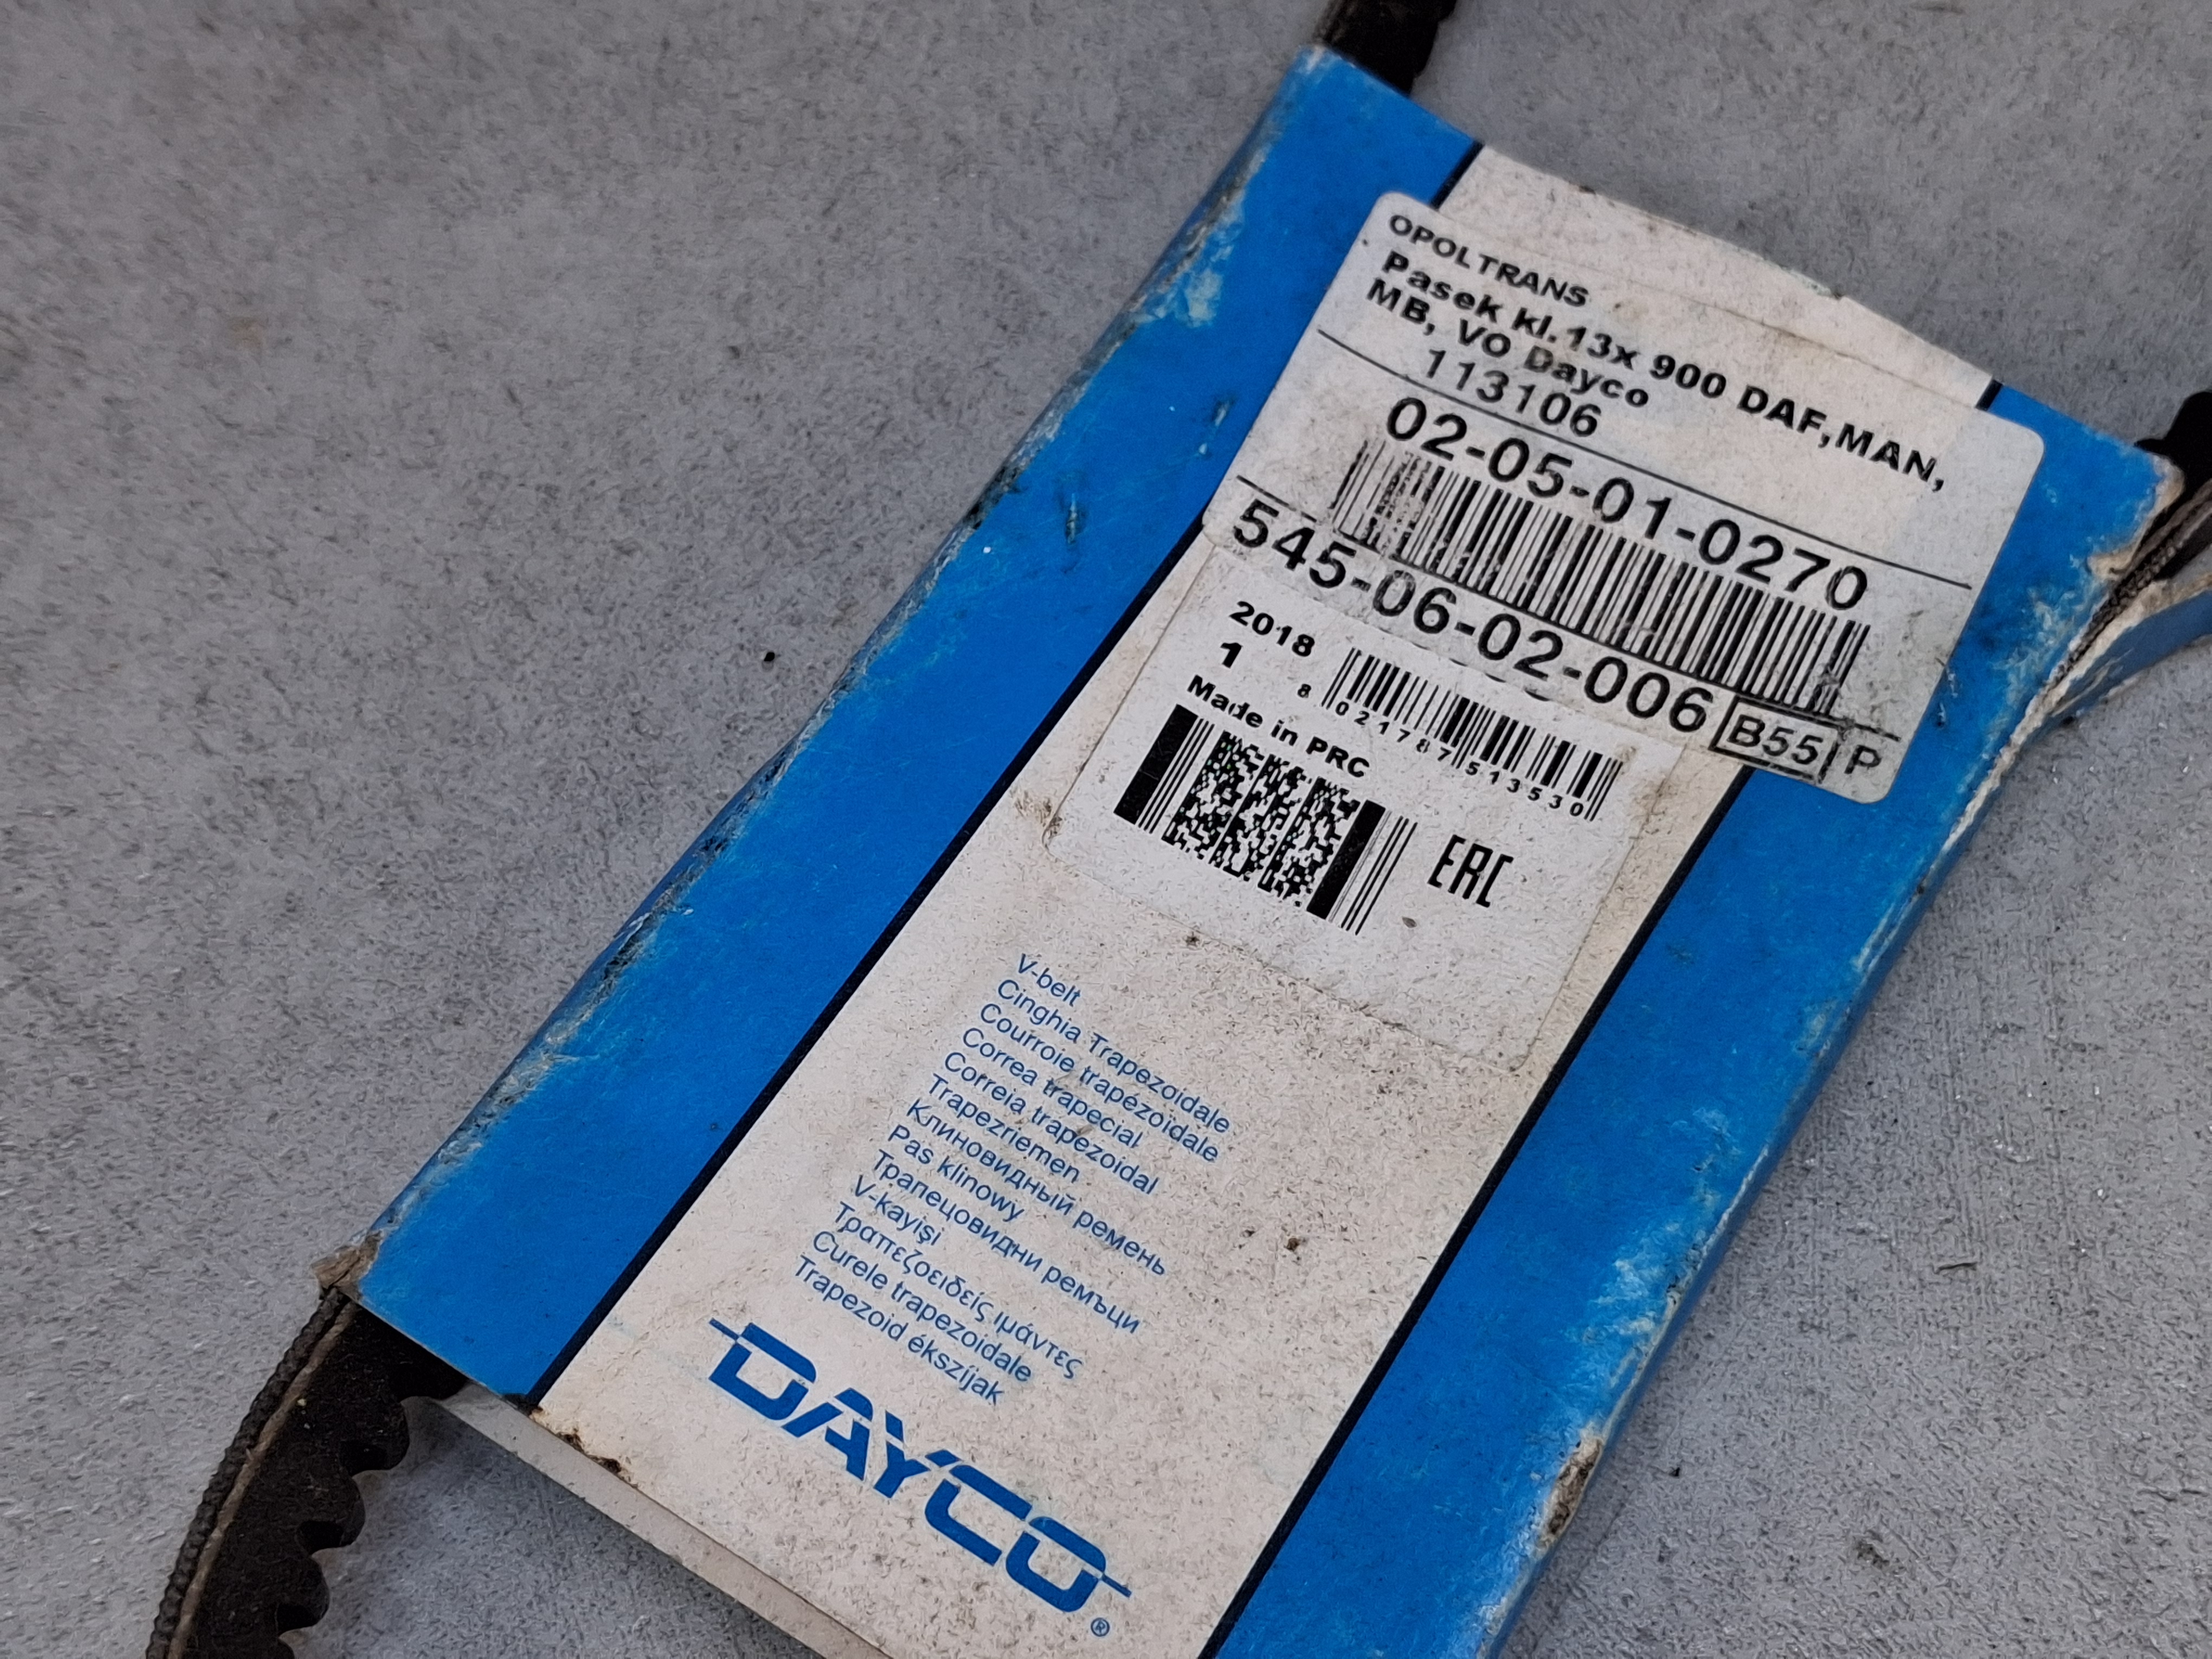 OPOLTRANS
Pasek kl.13x 900 DAF,MAN,
MB, VO Dayco
113106
02-05-01-0270
545-06-02-006 B55 P
2018
1
8 021787 513530
Made in PRC
EAC
V-belt
Cinghia Trapezoidale
Courroie trapézoïdale
Correa trapecial
Correia trapezoidal
Trapezriemen
Клиновидный ремень
Pas klinowy
Трапецовидни ремъци
V-kayişi
Τραπεζοειδείς ιμάντες
Curele trapezoidale
Trapezoid ékszíjak
DAYCO®